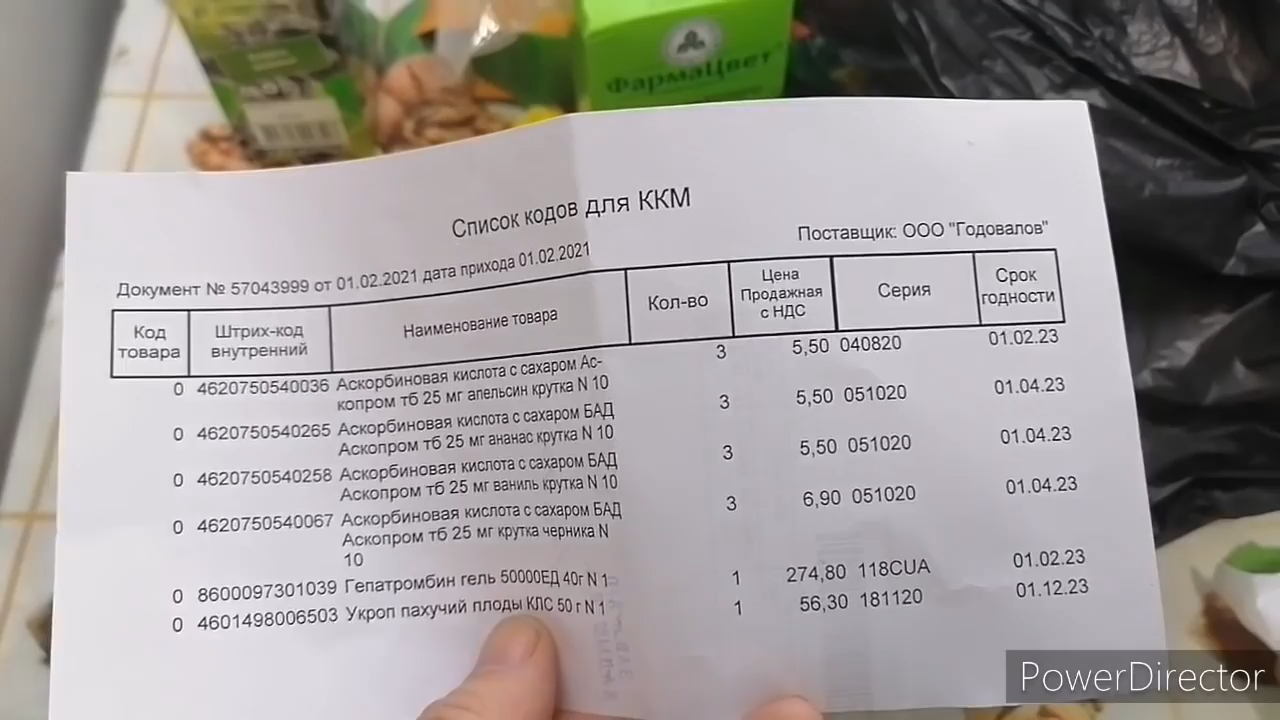 ФармаЦвет
Список кодов для ККМ
Поставщик: ООО "Годовалов"
Документ № 57043999 от 01.02.2021 дата прихода 01.02.2021
Код товара Штрих-код внутренний Наименование товара Кол-во Цена Продажная с НДС Серия Срок годности
0 4620750540036 Аскорбиновая кислота с сахаром Ас- 3 5,50 040820 01.02.23
копром тб 25 мг апельсин крутка N 10
0 4620750540265 Аскорбиновая кислота с сахаром БАД 3 5,50 051020 01.04.23
Аскопром тб 25 мг ананас крутка N 10
0 4620750540258 Аскорбиновая кислота с сахаром БАД 3 5,50 051020 01.04.23
Аскопром тб 25 мг ваниль крутка N 10
0 4620750540067 Аскорбиновая кислота с сахаром БАД 3 6,90 051020 01.04.23
Аскопром тб 25 мг крутка черника N
10
0 8600097301039 Гепатромбин гель 50000ЕД 40г N 1 1 274,80 118CUA 01.02.23
0 4601498006503 Укроп пахучий плоды КЛС 50 г N 1 1 56,30 181120 01.12.23
PowerDirector